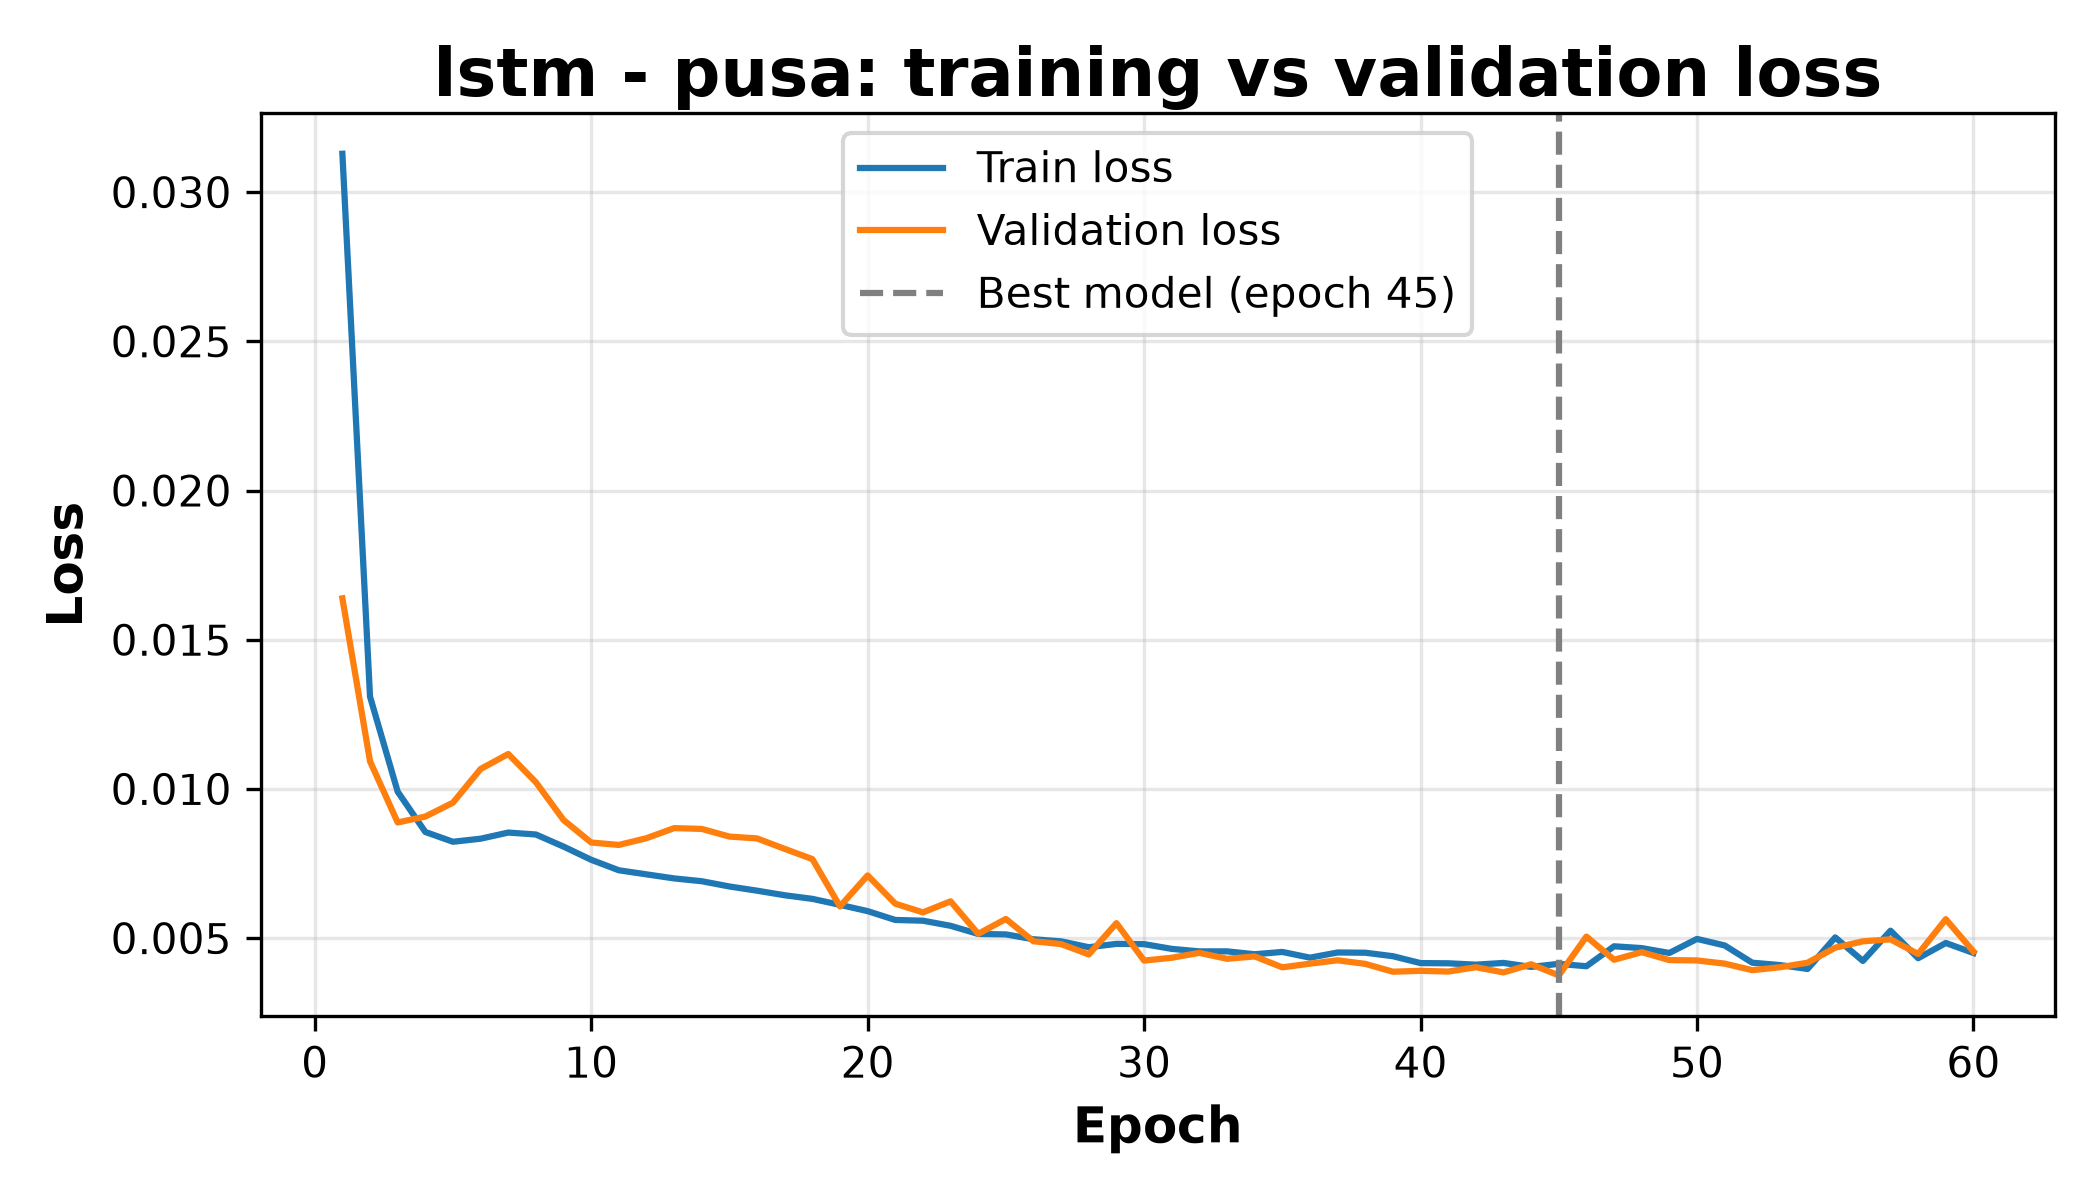 lstm - pusa: training vs validation loss
Train loss
Validation loss
Best model (epoch 45)
Loss
0.030
0.025
0.020
0.015
0.010
0.005
0 10 20 30 40 50 60
Epoch